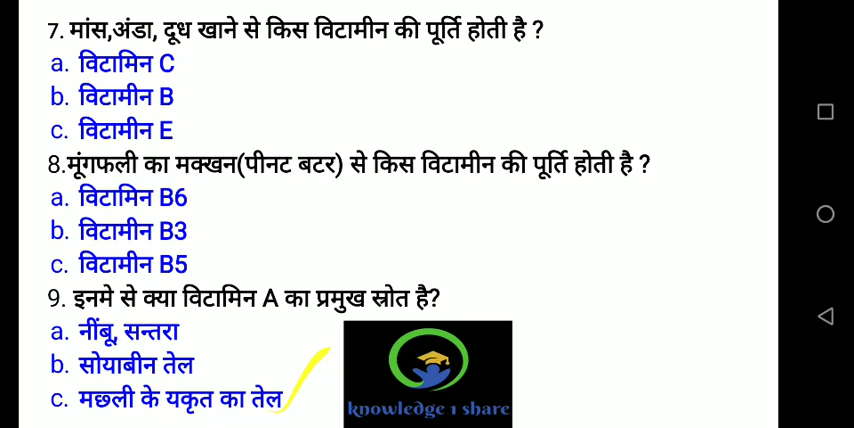 7. मांस,अंडा, दूध खाने से किस विटामीन की पूर्ति होती है ?
a. विटामिन C
b. विटामीन B
c. विटामीन E
8.मूंगफली का मक्खन(पीनट बटर) से किस विटामीन की पूर्ति होती है ?
a. विटामिन B6
b. विटामीन B3
c. विटामीन B5
9. इनमे से क्या विटामिन A का प्रमुख स्रोत है?
a. नींबू, सन्तरा
b. सोयाबीन तेल
c. मछली के यकृत का तेल
knowledge 1 share